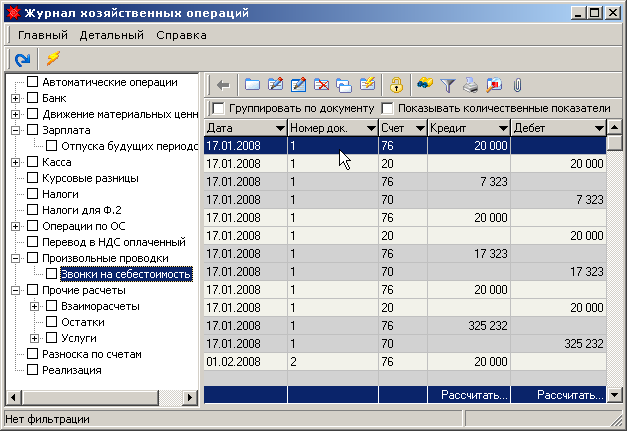 Журнал хозяйственных операций
Главный Детальный Справка
Автоматические операции
Банк
Движение материальных ценн
Зарплата
Отпуска будущих периодо
Касса
Курсовые разницы
Налоги
Налоги для Ф.2
Операции по ОС
Перевод в НДС оплаченный
Произвольные проводки
Звонки на себестоимость
Прочие расчеты
Взаиморасчеты
Остатки
Услуги
Разноска по счетам
Реализация
Группировать по документу Показывать количественные показатели
Дата Номер док. Счет Кредит Дебет
17.01.2008 1 76 20 000
17.01.2008 1 20 20 000
17.01.2008 1 76 7 323
17.01.2008 1 70 7 323
17.01.2008 1 76 20 000
17.01.2008 1 20 20 000
17.01.2008 1 76 17 323
17.01.2008 1 70 17 323
17.01.2008 1 76 20 000
17.01.2008 1 20 20 000
17.01.2008 1 76 325 232
17.01.2008 1 70 325 232
01.02.2008 2 76 20 000
Рассчитать... Рассчитать...
Нет фильтрации